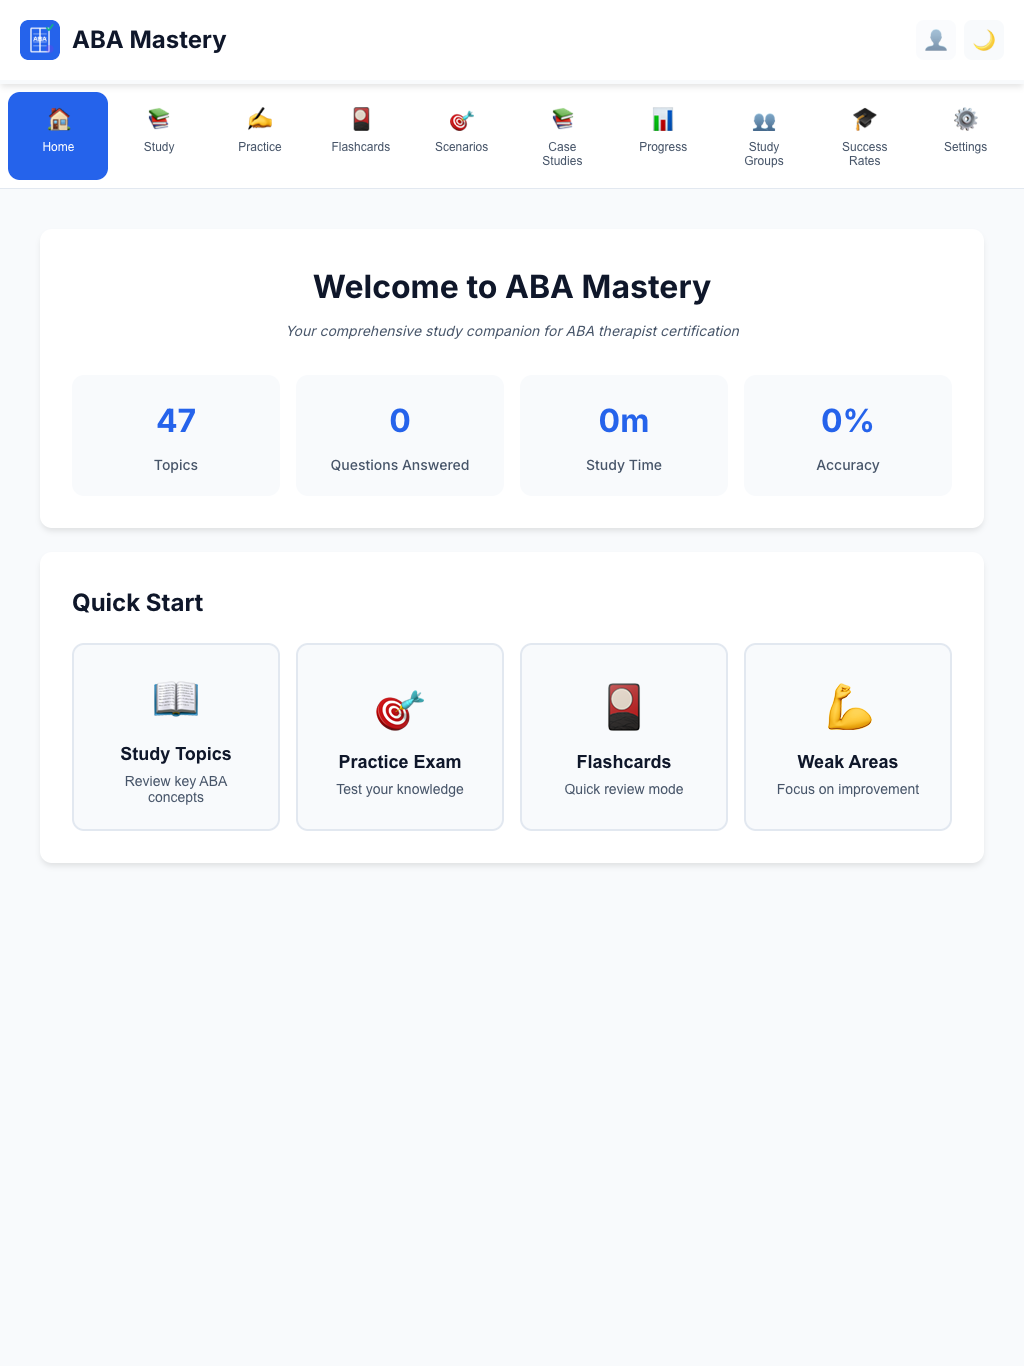 ABA
ABA Mastery
Home
Study
Practice
Flashcards
Scenarios
Case
Studies
Progress
Study
Groups
Success
Rates
Settings
Welcome to ABA Mastery
Your comprehensive study companion for ABA therapist certification
47
Topics
0
Questions Answered
0m
Study Time
0%
Accuracy
Quick Start
Study Topics
Review key ABA
concepts
Practice Exam
Test your knowledge
Flashcards
Quick review mode
Weak Areas
Focus on improvement